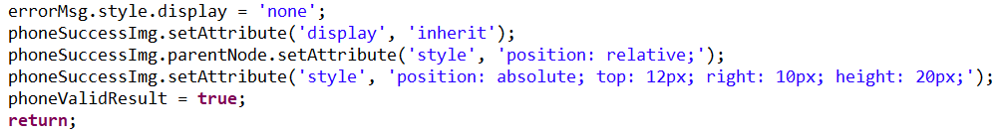 errorMsg.style.display = 'none';
phoneSuccessImg.setAttribute('display', 'inherit');
phoneSuccessImg.parentNode.setAttribute('style', 'position: relative;');
phoneSuccessImg.setAttribute('style', 'position: absolute; top: 12px; right: 10px; height: 20px;');
phoneValidResult = true;
return;